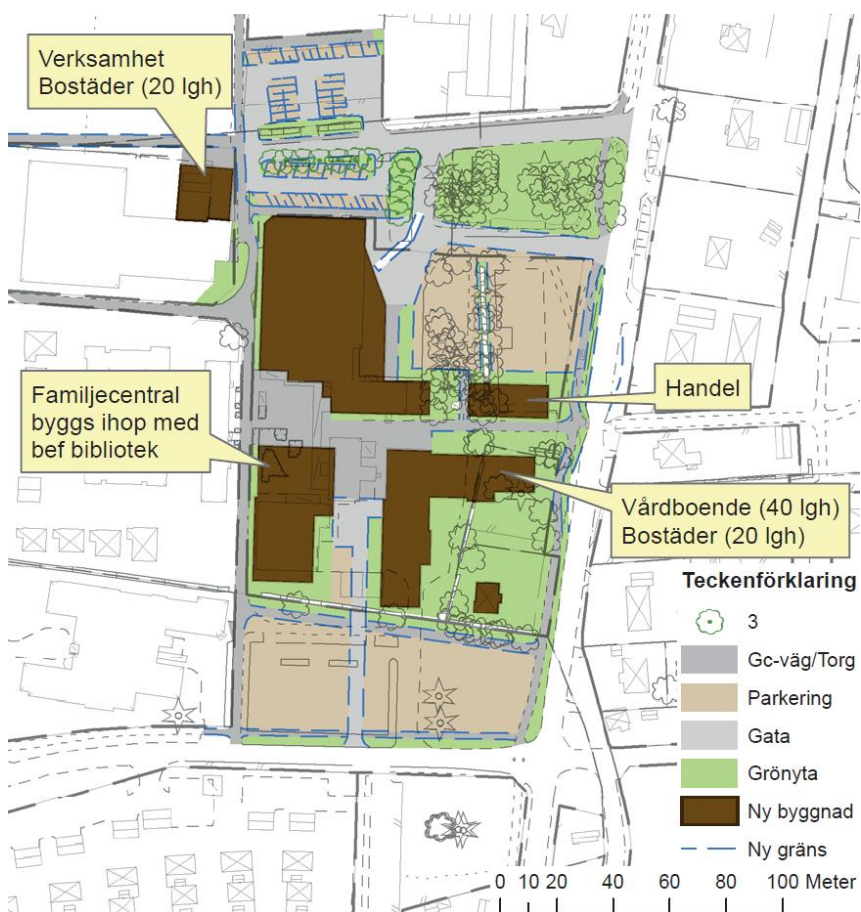 Verksamhet
Bostäder (20 lgh)
Familjecentral
byggs ihop med
bef bibliotek
Handel
Vårdboende (40 lgh)
Bostäder (20 lgh)
Teckenförklaring
3
Gc-väg/Torg
Parkering
Gata
Grönyta
Ny byggnad
Ny gräns
0 10 20 40 60 80 100 Meter